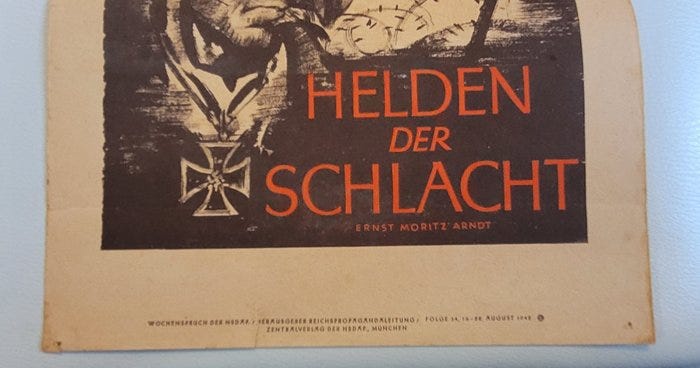 HELDEN
DER
SCHLACHT
ERNST MORITZ ARNDT
WOCHENSPRUCH DER NSDAP. / HERAUSGEBER REICHSPROPAGANDALEITUNG / FOLGE 34, 16-22. AUGUST 1942
ZENTRALVERLAG DER NSDAP., MÜNCHEN